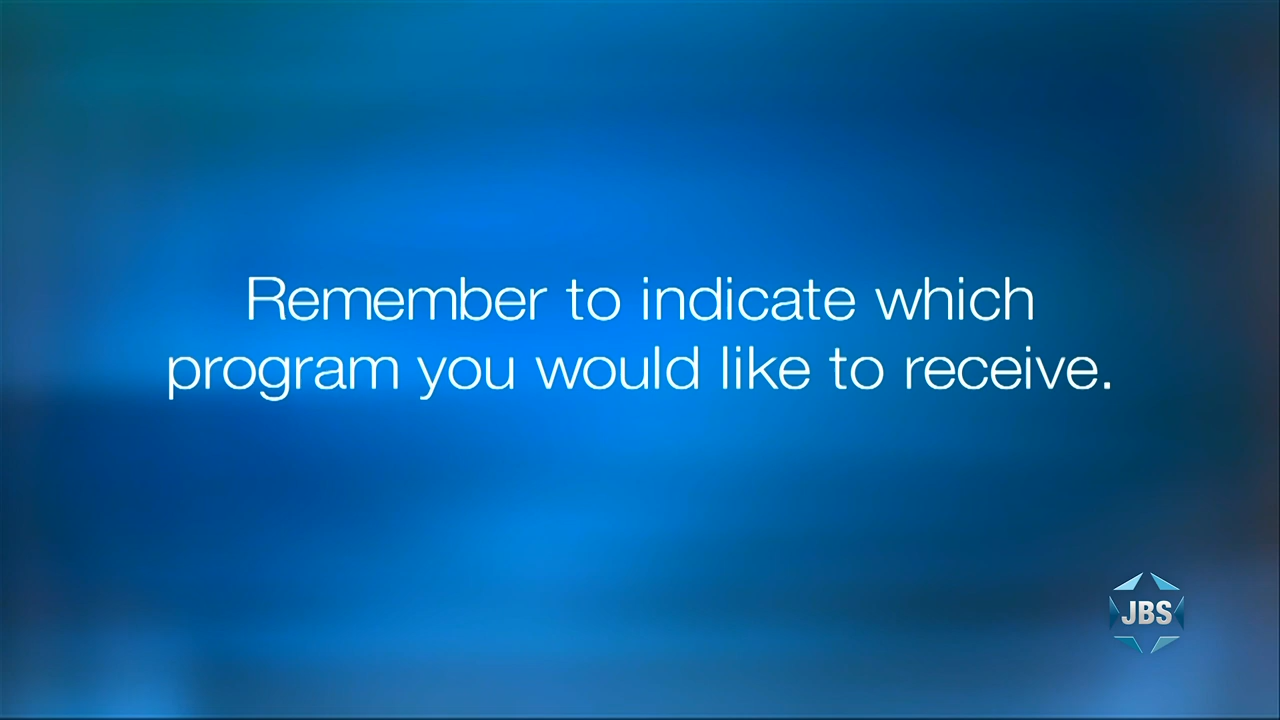 Remember to indicate which
program you would like to receive.
JBS